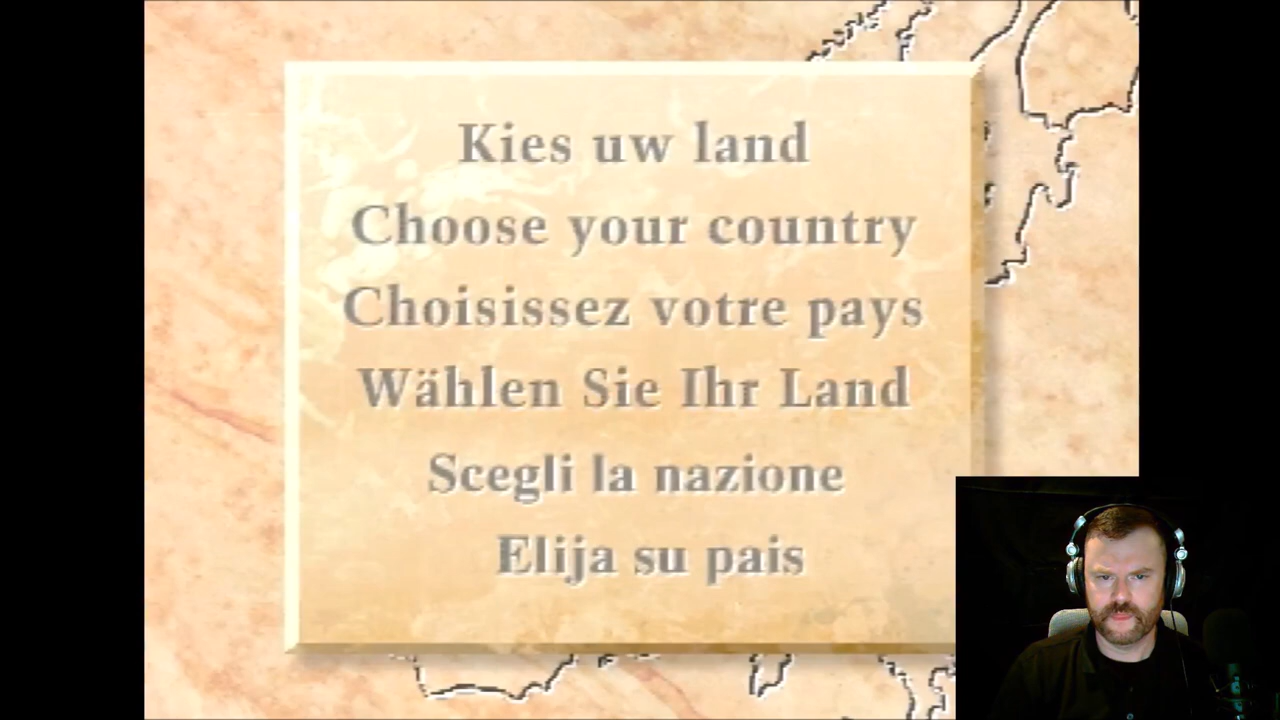 Kies uw land
Choose your country
Choisissez votre pays
Wählen Sie Ihr Land
Scegli la nazione
Elija su pais